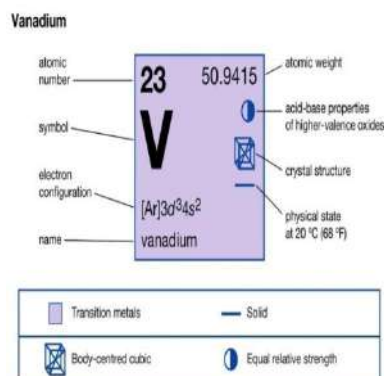 Vanadium
atomic number
23
50.9415
atomic weight
acid-base properties of higher-valence oxides
symbol
V
crystal structure
electron configuration
[Ar]3d³4s²
physical state at 20 °C (68 °F)
name
vanadium
Transition metals
Solid
Body-centred cubic
Equal relative strength